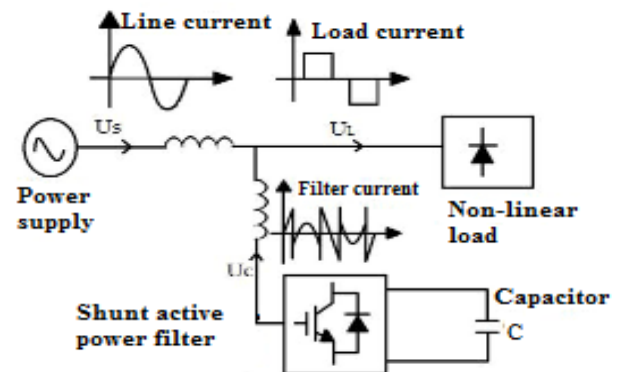 Line current
Load current
Us
UL
Power
supply
Filter current
Non-linear
load
Uc
Shunt active
power filter
Capacitor
C